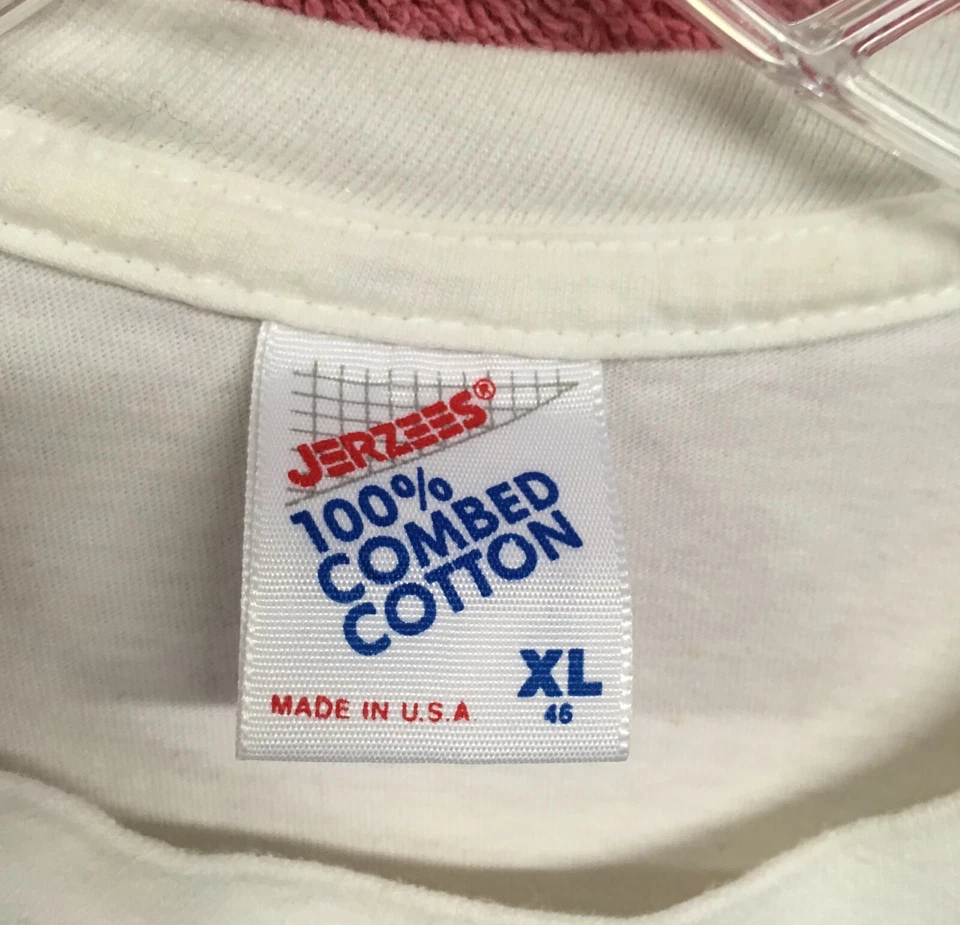 JERZEES®
100%
COMBED
COTTON
XL
46
MADE IN U.S.A